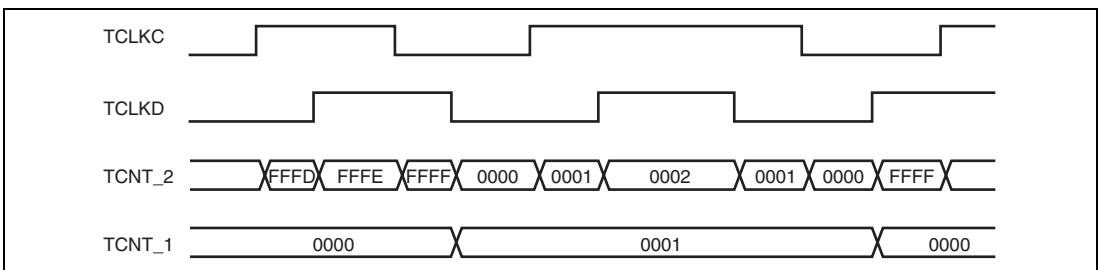 TCLKC
TCLKD
TCNT_2 FFFD FFFE FFFF 0000 0001 0002 0001 0000 FFFF
TCNT_1 0000 0001 0000